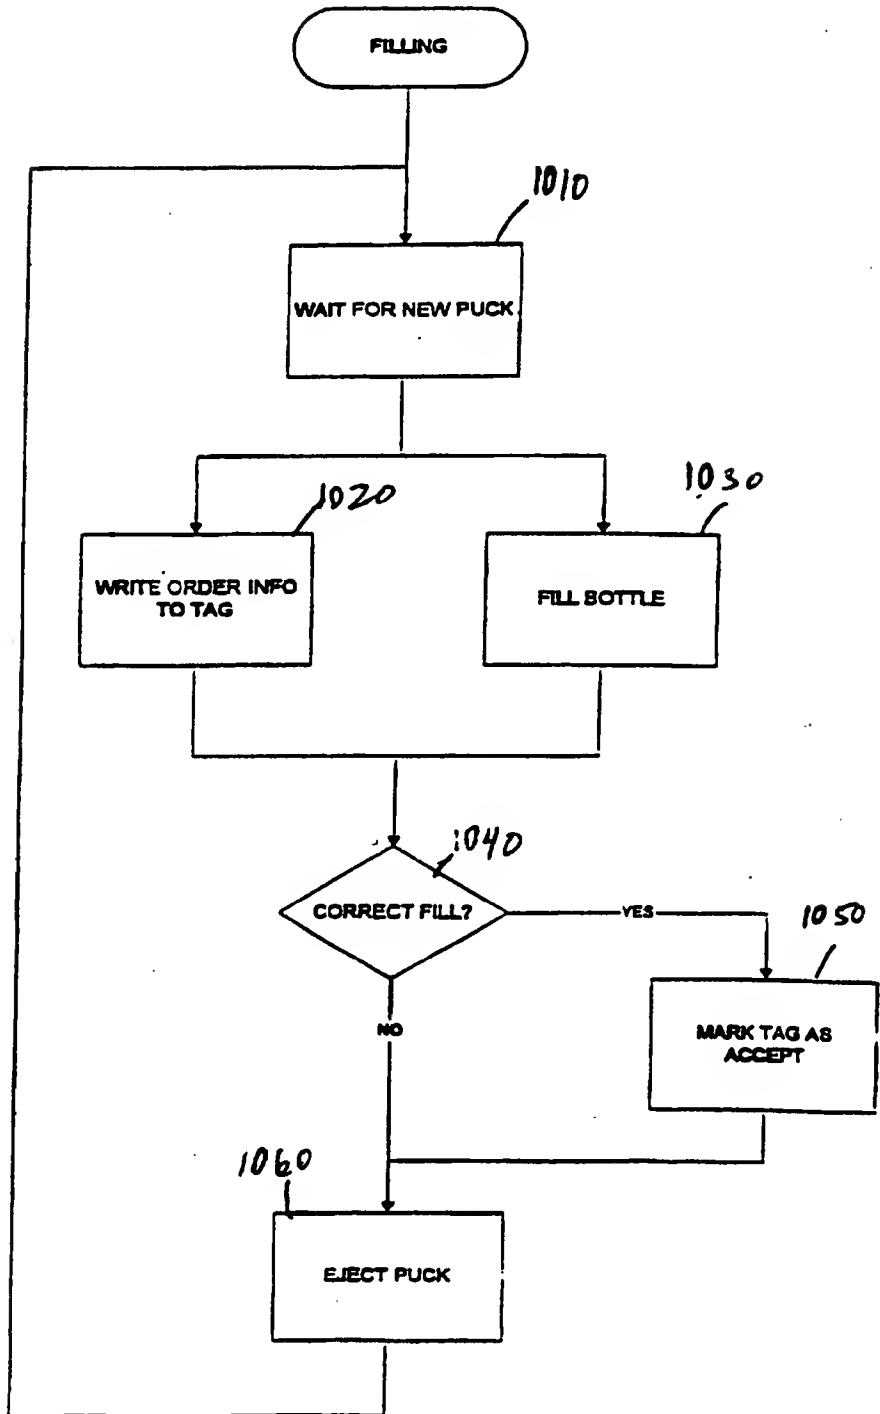 FILLING
1010
WAIT FOR NEW PUCK
1020
1030
WRITE ORDER INFO
TO TAG
FILL BOTTLE
1040
CORRECT FILL?
YES
1050
NO
MARK TAG AS
ACCEPT
1060
EJECT PUCK